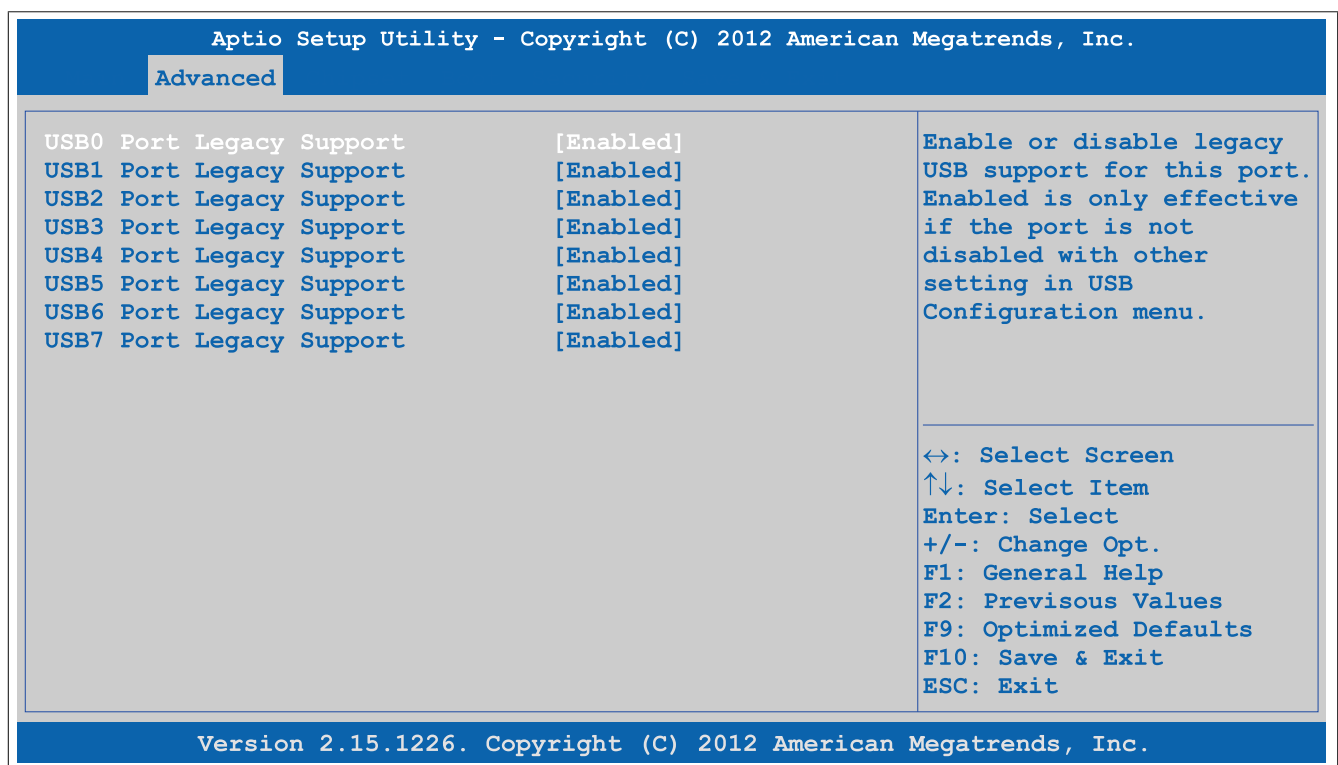 Aptio Setup Utility - Copyright (C) 2012 American Megatrends, Inc.
Advanced
USB0 Port Legacy Support [Enabled]
USB1 Port Legacy Support [Enabled]
USB2 Port Legacy Support [Enabled]
USB3 Port Legacy Support [Enabled]
USB4 Port Legacy Support [Enabled]
USB5 Port Legacy Support [Enabled]
USB6 Port Legacy Support [Enabled]
USB7 Port Legacy Support [Enabled]
Enable or disable legacy
USB support for this port.
Enabled is only effective
if the port is not
disabled with other
setting in USB
Configuration menu.
↔: Select Screen
↑↓: Select Item
Enter: Select
+/-: Change Opt.
F1: General Help
F2: Previsous Values
F9: Optimized Defaults
F10: Save & Exit
ESC: Exit
Version 2.15.1226. Copyright (C) 2012 American Megatrends, Inc.